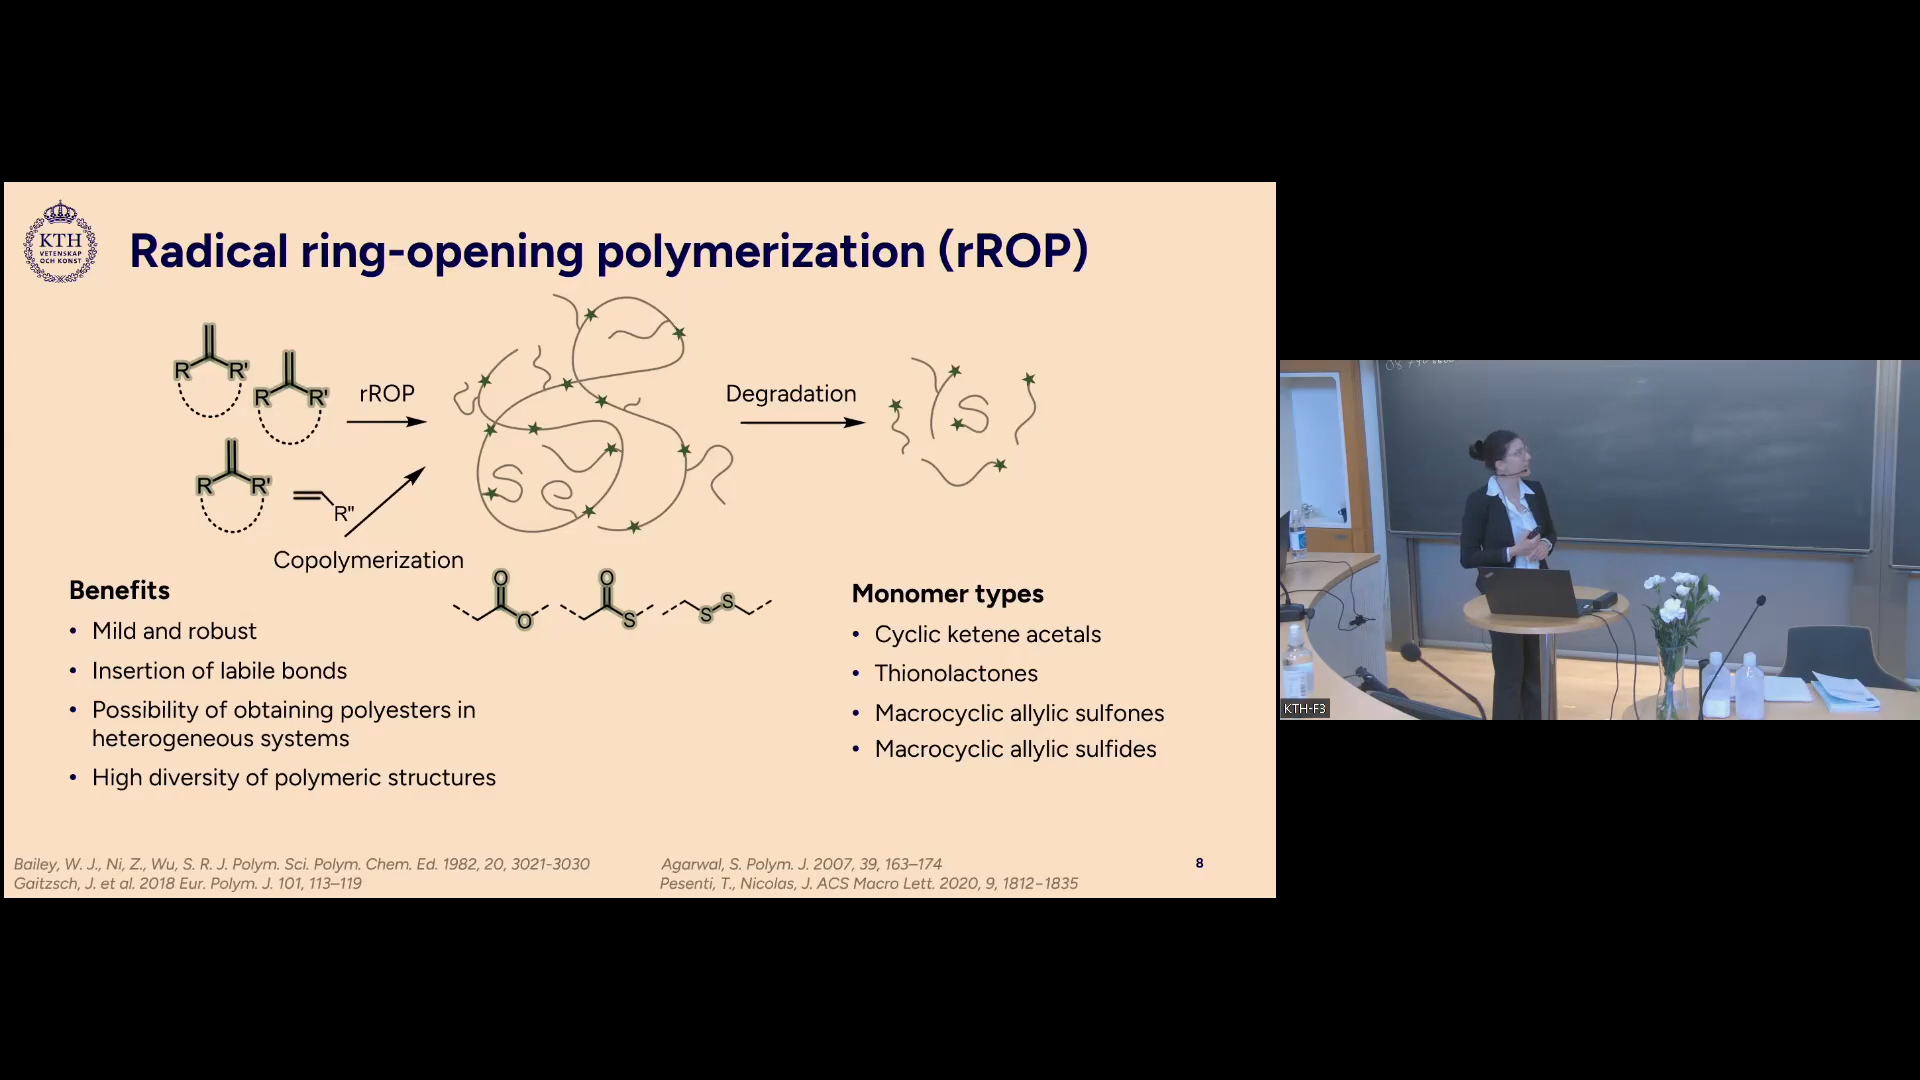 KTH
VETENSKAP
OCH KONST
Radical ring-opening polymerization (rROP)
R R'
R R'
R R'
R"
rROP
Copolymerization
Degradation
O O
O S S S
Benefits
• Mild and robust
• Insertion of labile bonds
• Possibility of obtaining polyesters in
heterogeneous systems
• High diversity of polymeric structures
Monomer types
• Cyclic ketene acetals
• Thionolactones
• Macrocyclic allylic sulfones
• Macrocyclic allylic sulfides
Bailey, W. J., Ni, Z., Wu, S. R. J. Polym. Sci. Polym. Chem. Ed. 1982, 20, 3021-3030
Gaitzsch, J. et al. 2018 Eur. Polym. J. 101, 113–119
Agarwal, S. Polym. J. 2007, 39, 163–174
Pesenti, T., Nicolas, J. ACS Macro Lett. 2020, 9, 1812−1835
8
KTH-F3